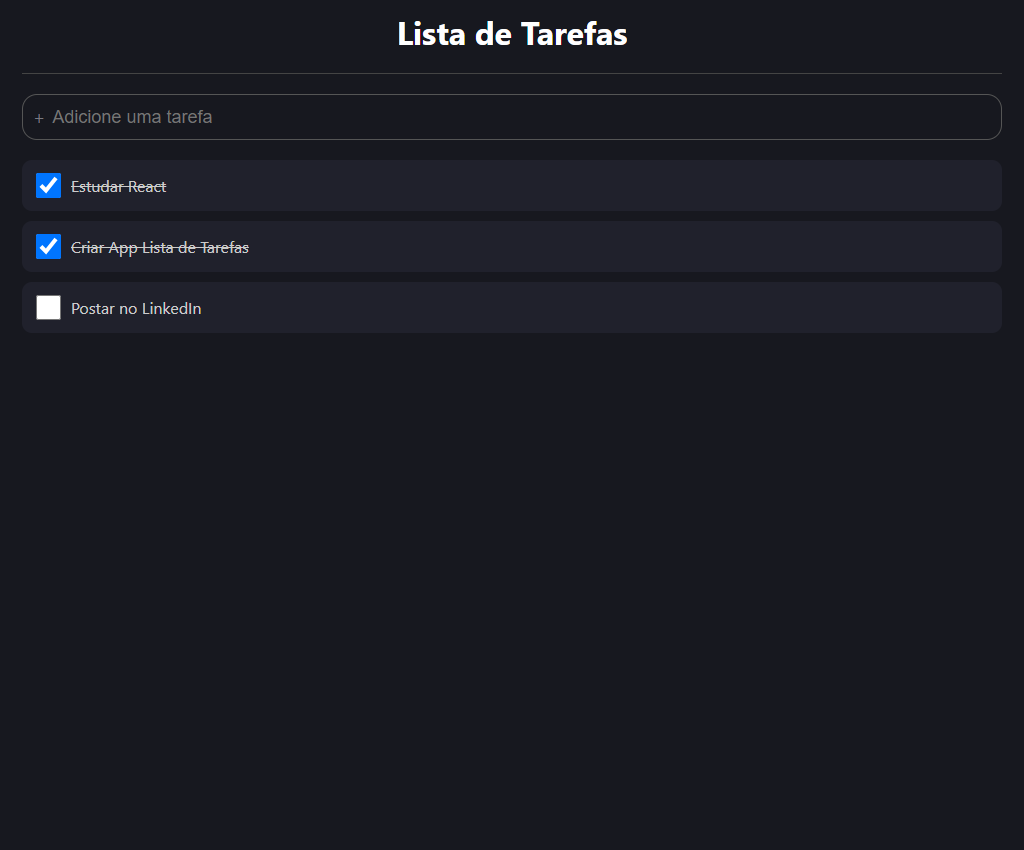 Lista de Tarefas
+ Adicione uma tarefa
Estudar React
Criar App Lista de Tarefas
Postar no LinkedIn